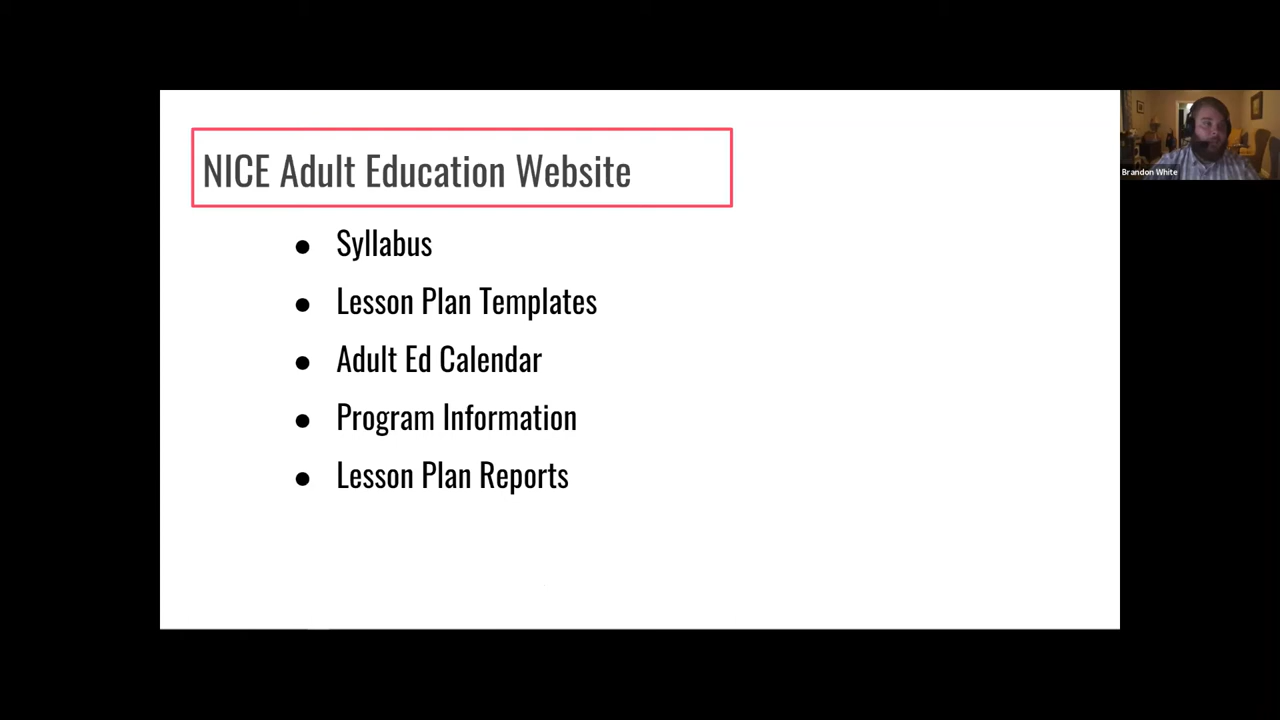 NICE Adult Education Website
● Syllabus
● Lesson Plan Templates
● Adult Ed Calendar
● Program Information
● Lesson Plan Reports
Brandon White